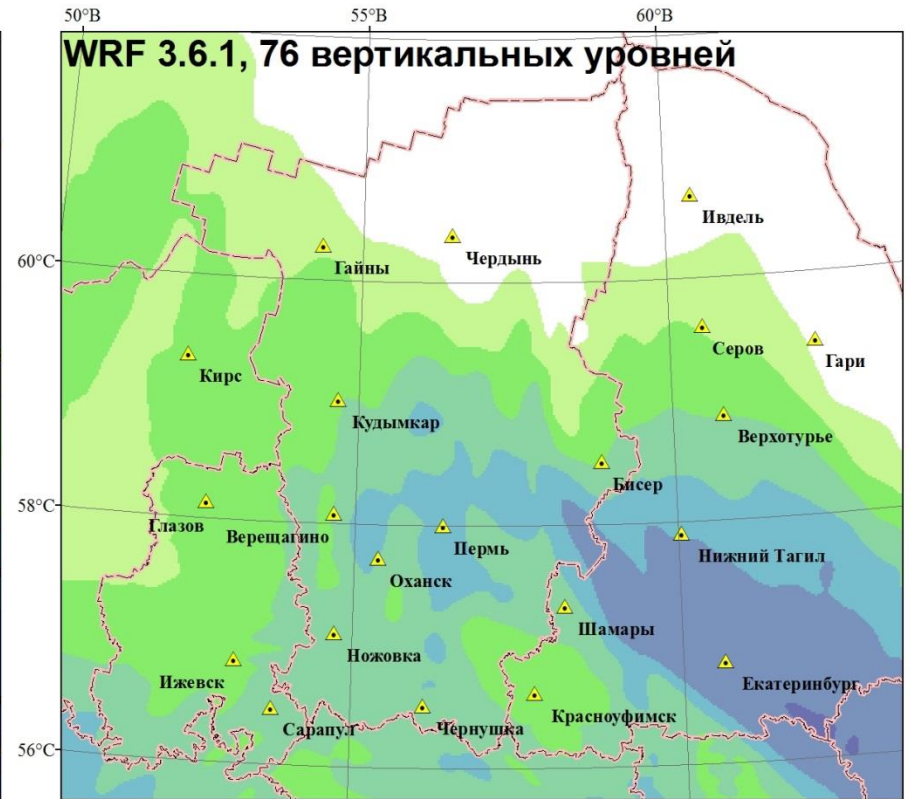 50°В 55°В 60°В
WRF 3.6.1, 76 вертикальных уровней
Ивдель
Чердынь
60°С
Гайны
Серов
Гари
Кирс
Кудымкар
Верхотурье
Бисер
58°С
Глазов
Верещагино
Пермь
Нижний Тагил
Оханск
Шамары
Ножовка
Ижевск
Екатеринбург
Красноуфимск
Сарапул
Чернушка
56°С